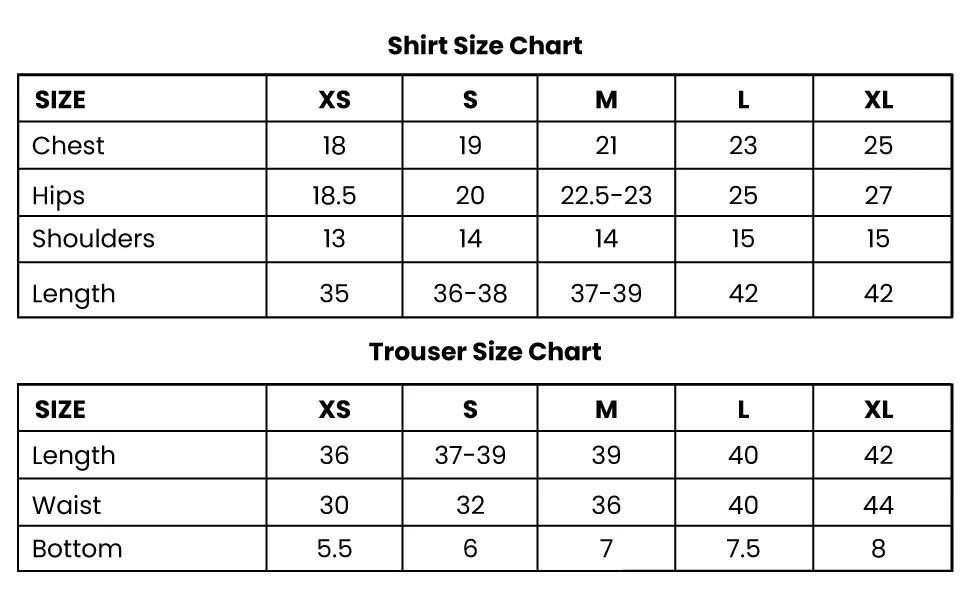 Shirt Size Chart
SIZE XS S M L XL
Chest 18 19 21 23 25
Hips 18.5 20 22.5-23 25 27
Shoulders 13 14 14 15 15
Length 35 36-38 37-39 42 42
Trouser Size Chart
SIZE XS S M L XL
Length 36 37-39 39 40 42
Waist 30 32 36 40 44
Bottom 5.5 6 7 7.5 8